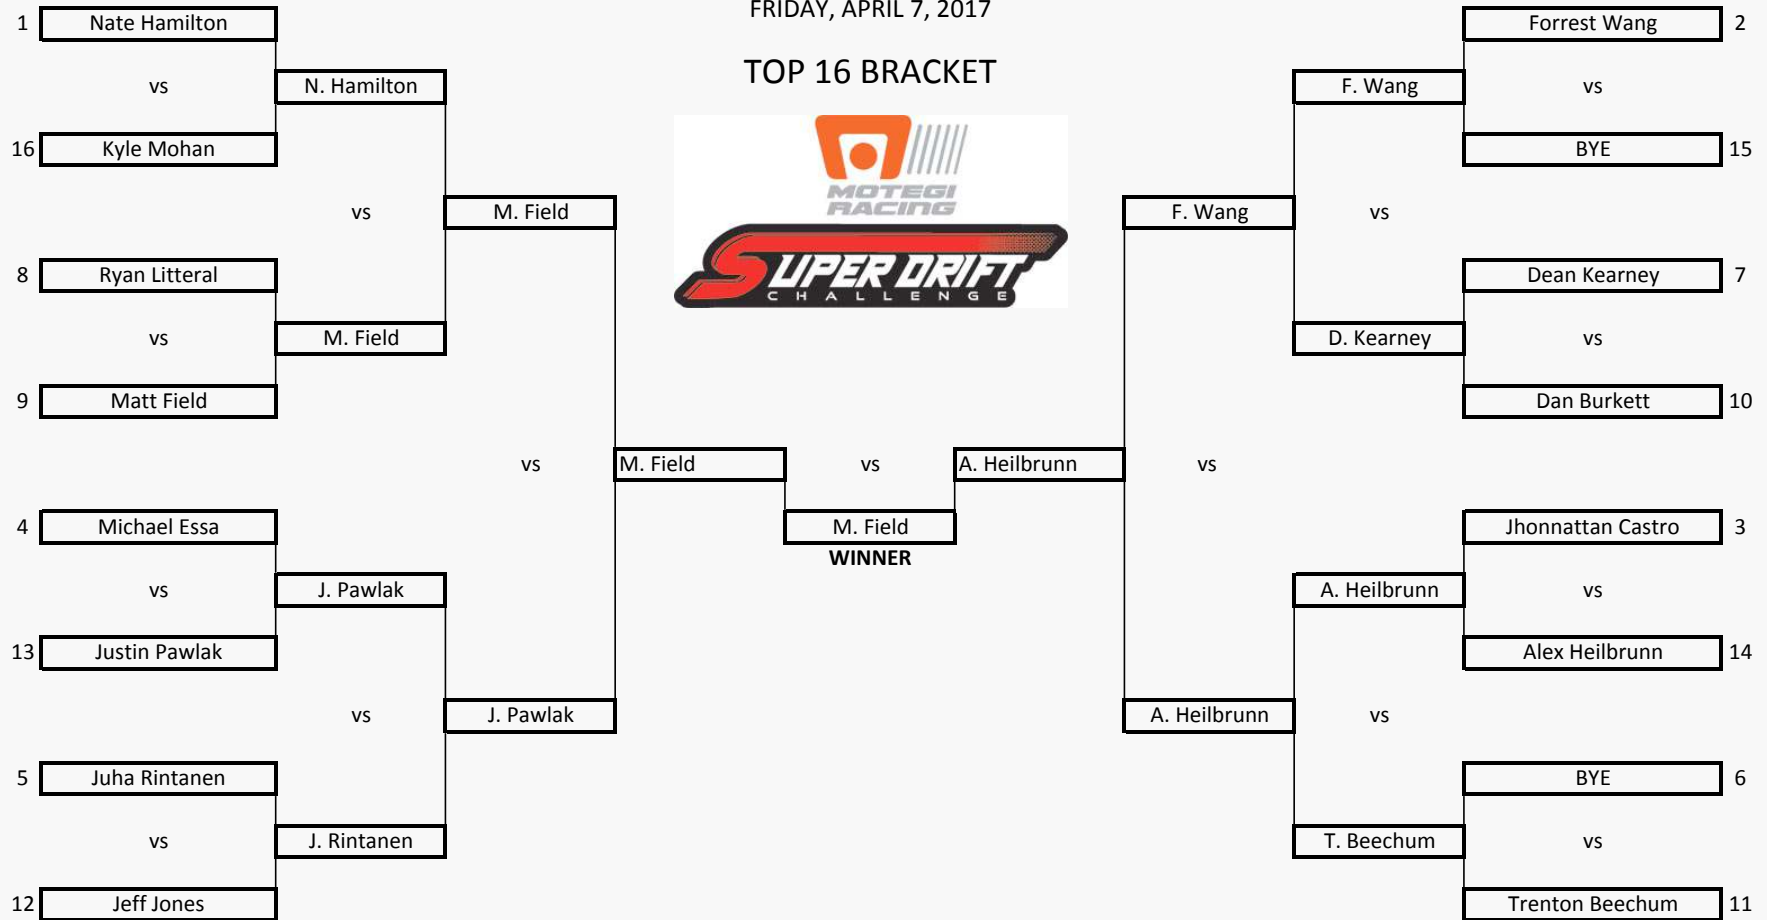 FRIDAY, APRIL 7, 2017
TOP 16 BRACKET
MOTEGI
RACING
SUPER DRIFT
CHALLENGE
1 Nate Hamilton
vs
N. Hamilton
16 Kyle Mohan
vs
M. Field
8 Ryan Litteral
vs
M. Field
9 Matt Field
vs
M. Field
4 Michael Essa
vs
J. Pawlak
13 Justin Pawlak
vs
J. Pawlak
5 Juha Rintanen
vs
J. Rintanen
12 Jeff Jones
vs
M. Field
WINNER
Forrest Wang 2
F. Wang
vs
BYE 15
F. Wang
vs
Dean Kearney 7
D. Kearney
vs
Dan Burkett 10
A. Heilbrunn
vs
Jhonnattan Castro 3
A. Heilbrunn
vs
Alex Heilbrunn 14
A. Heilbrunn
vs
BYE 6
T. Beechum
vs
Trenton Beechum 11